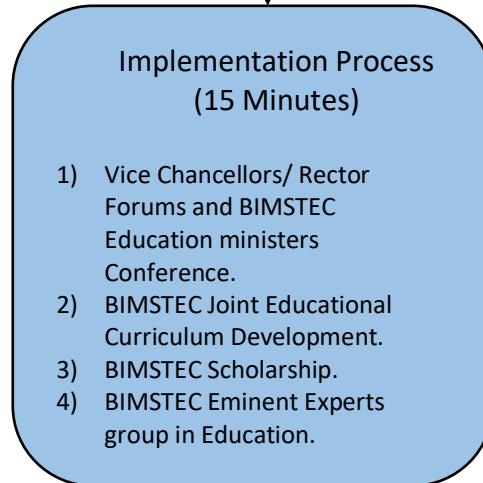 Implementation Process
(15 Minutes)
1) Vice Chancellors/ Rector
Forums and BIMSTEC
Education ministers
Conference.
2) BIMSTEC Joint Educational
Curriculum Development.
3) BIMSTEC Scholarship.
4) BIMSTEC Eminent Experts
group in Education.